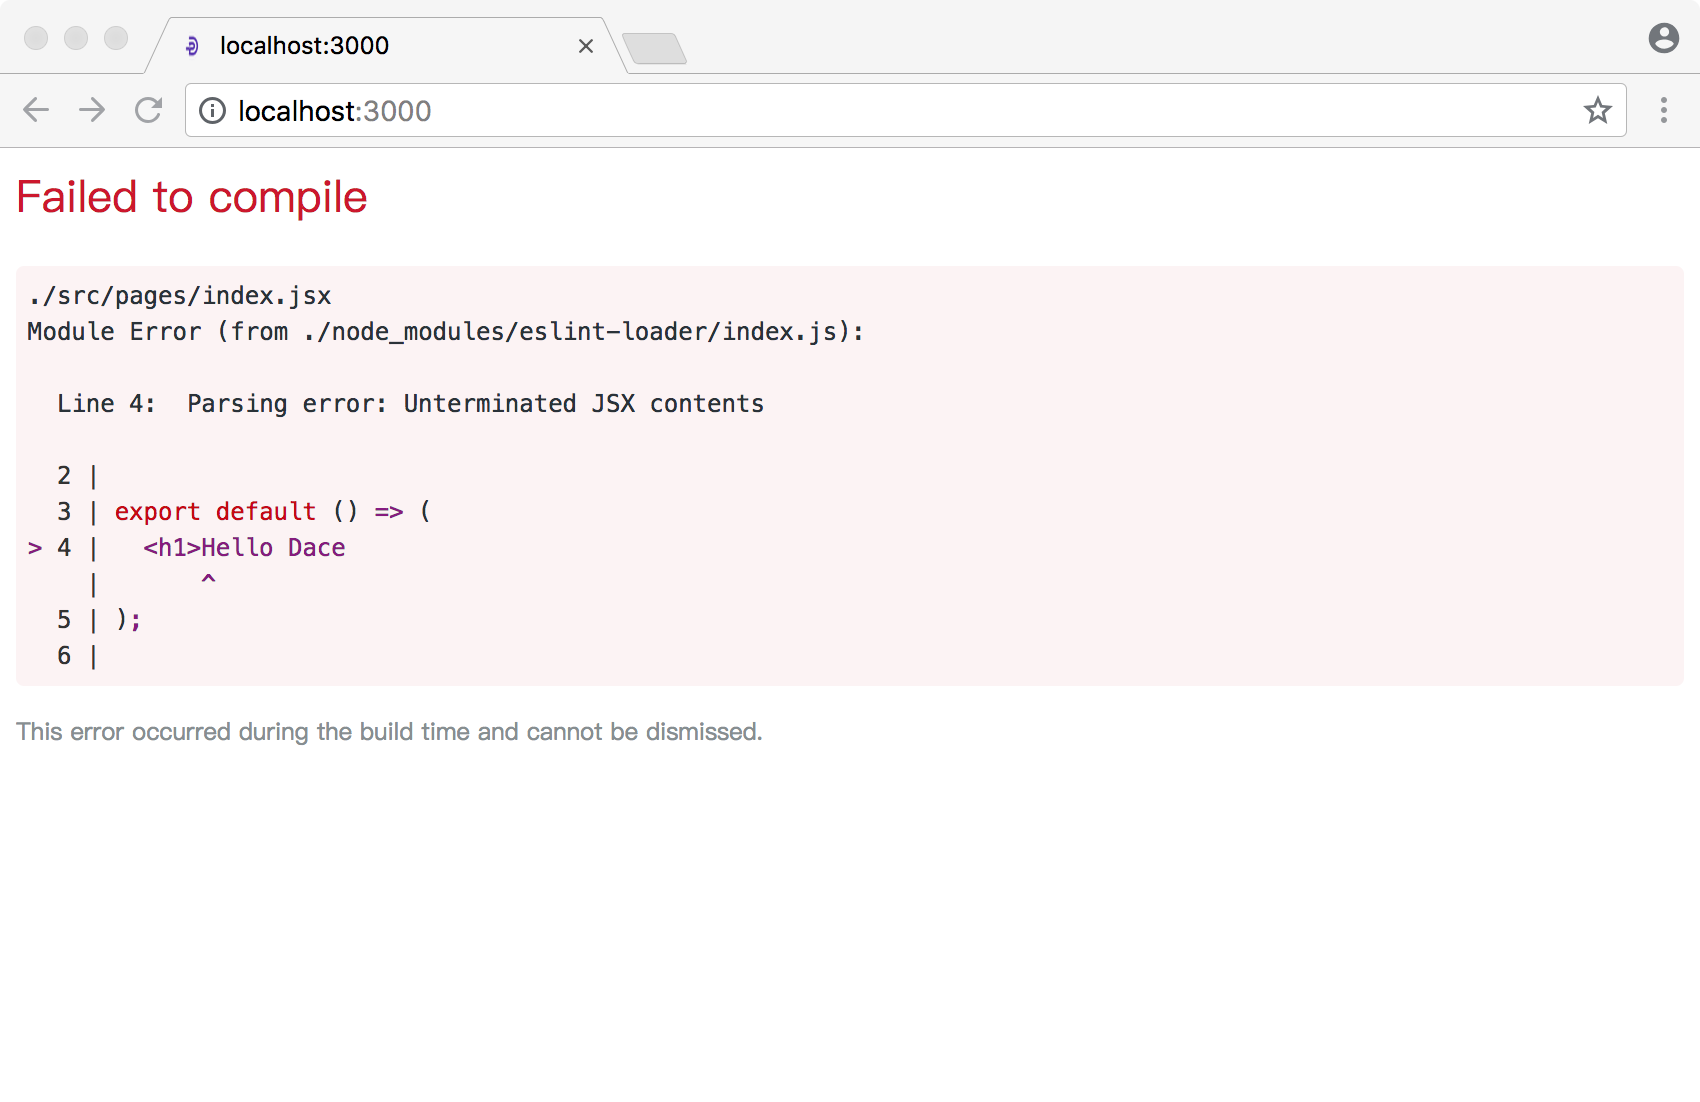 localhost:3000
localhost:3000
Failed to compile
./src/pages/index.jsx
Module Error (from ./node_modules/eslint-loader/index.js):
  Line 4:  Parsing error: Unterminated JSX contents
  2 |
  3 | export default () => (
> 4 |   <h1>Hello Dace
    |       ^
  5 | );
  6 |
This error occurred during the build time and cannot be dismissed.